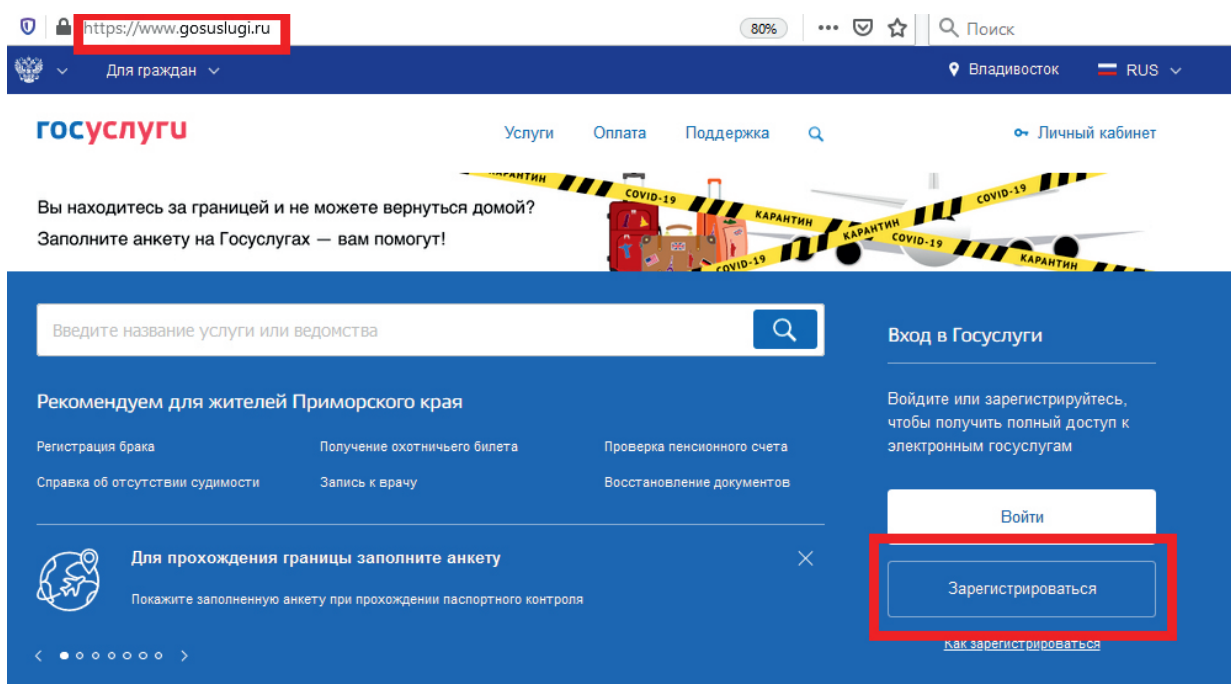 https://www.gosuslugi.ru
80%
Поиск
Для граждан
Владивосток
RUS
госуслуги
Услуги
Оплата
Поддержка
Личный кабинет
Вы находитесь за границей и не можете вернуться домой?
Заполните анкету на Госуслугах — вам помогут!
КАРАНТИН
COVID-19
КАРАНТИН
COVID-19
КАРАНТИН
COVID-19
COVID-19
КАРАНТИН
Введите название услуги или ведомства
Вход в Госуслуги
Войдите или зарегистрируйтесь,
чтобы получить полный доступ к
электронным госуслугам
Рекомендуем для жителей Приморского края
Регистрация брака
Получение охотничьего билета
Проверка пенсионного счета
Справка об отсутствии судимости
Запись к врачу
Восстановление документов
Войти
Для прохождения границы заполните анкету
Покажите заполненную анкету при прохождении паспортного контроля
Зарегистрироваться
Как зарегистрироваться